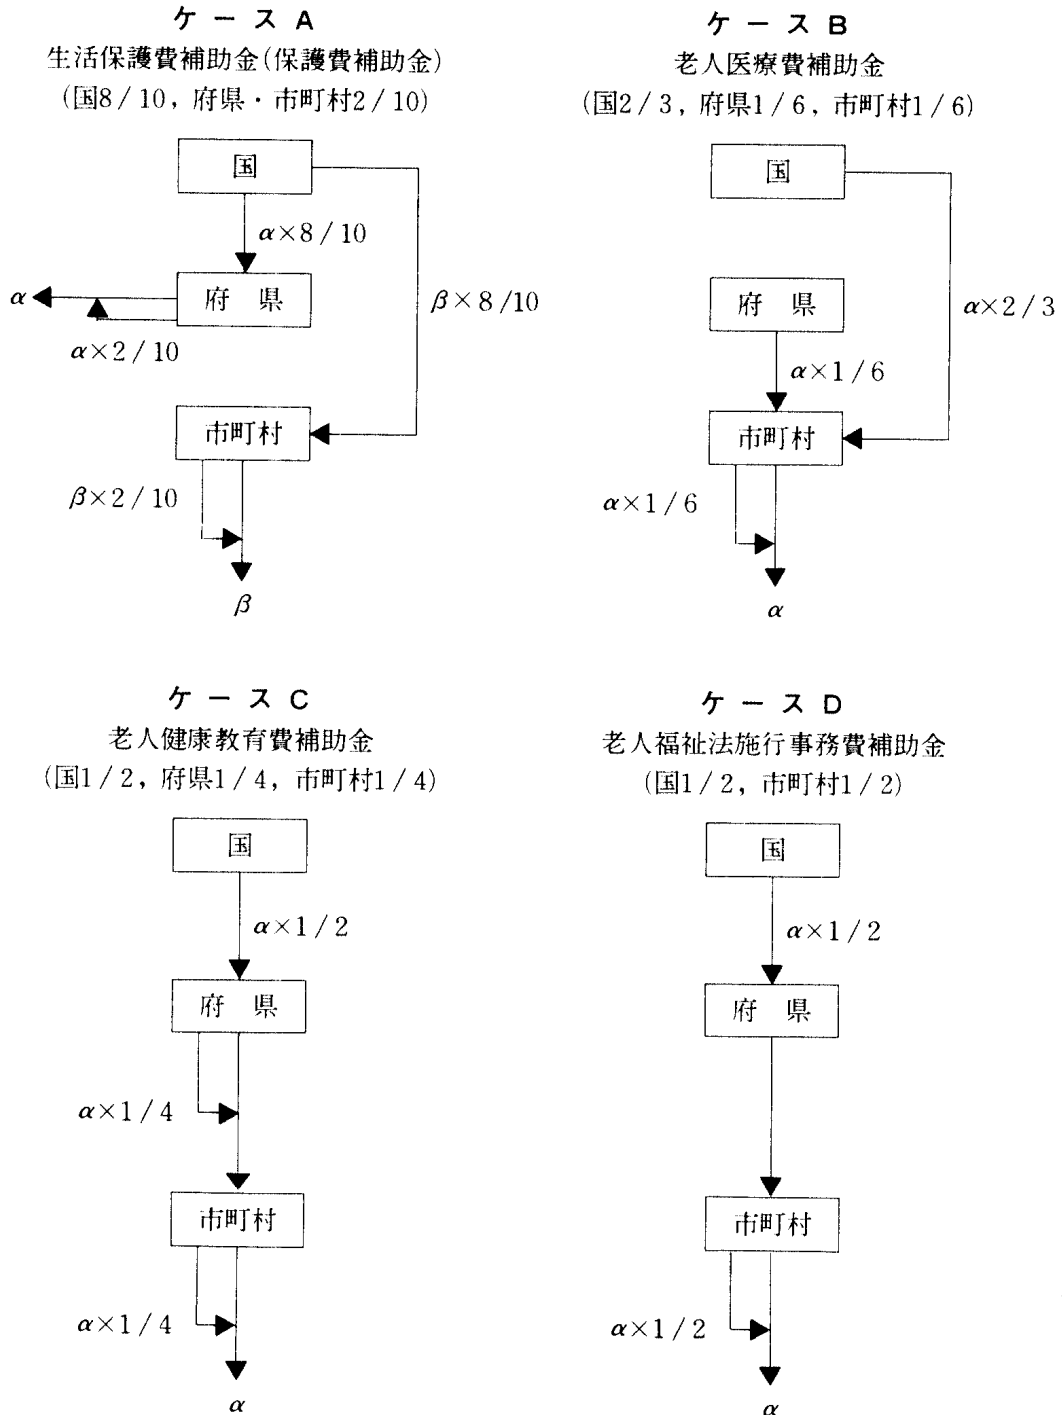 ケースA
生活保護費補助金(保護費補助金)
(国8/10, 府県・市町村2/10)
国
α×8/10
府県
α
α×2/10
β×8/10
市町村
β×2/10
β
ケースB
老人医療費補助金
(国2/3, 府県1/6, 市町村1/6)
国
府県
α×2/3
α×1/6
市町村
α×1/6
α
ケースC
老人健康教育費補助金
(国1/2, 府県1/4, 市町村1/4)
国
α×1/2
府県
α×1/4
市町村
α×1/4
α
ケースD
老人福祉法施行事務費補助金
(国1/2, 市町村1/2)
国
α×1/2
府県
市町村
α×1/2
α